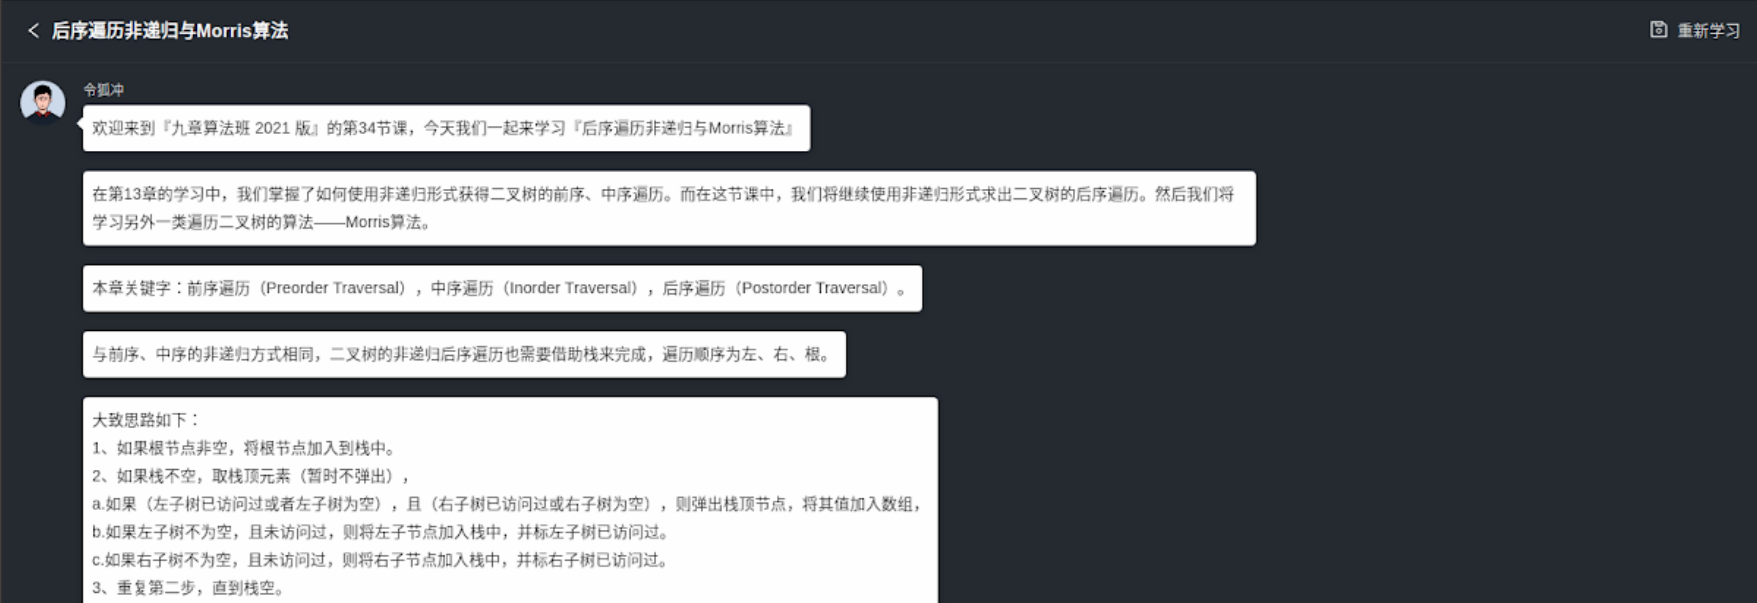 后序遍历非递归与Morris算法
重新学习
令狐冲
欢迎来到『九章算法班 2021 版』的第34节课，今天我们一起来学习『后序遍历非递归与Morris算法』
在第13章的学习中，我们掌握了如何使用非递归形式获得二叉树的前序、中序遍历。而在这节课中，我们将继续使用非递归形式求出二叉树的后序遍历。然后我们将
学习另外一类遍历二叉树的算法——Morris算法。
本章关键字：前序遍历（Preorder Traversal），中序遍历（Inorder Traversal），后序遍历（Postorder Traversal）。
与前序、中序的非递归方式相同，二叉树的非递归后序遍历也需要借助栈来完成，遍历顺序为左、右、根。
大致思路如下：
1、如果根节点非空，将根节点加入到栈中。
2、如果栈不空，取栈顶元素（暂时不弹出），
a.如果（左子树已访问过或者左子树为空），且（右子树已访问过或右子树为空），则弹出栈顶节点，将其值加入数组，
b.如果左子树不为空，且未访问过，则将左子节点加入栈中，并标左子树已访问过。
c.如果右子树不为空，且未访问过，则将右子节点加入栈中，并标右子树已访问过。
3、重复第二步，直到栈空。